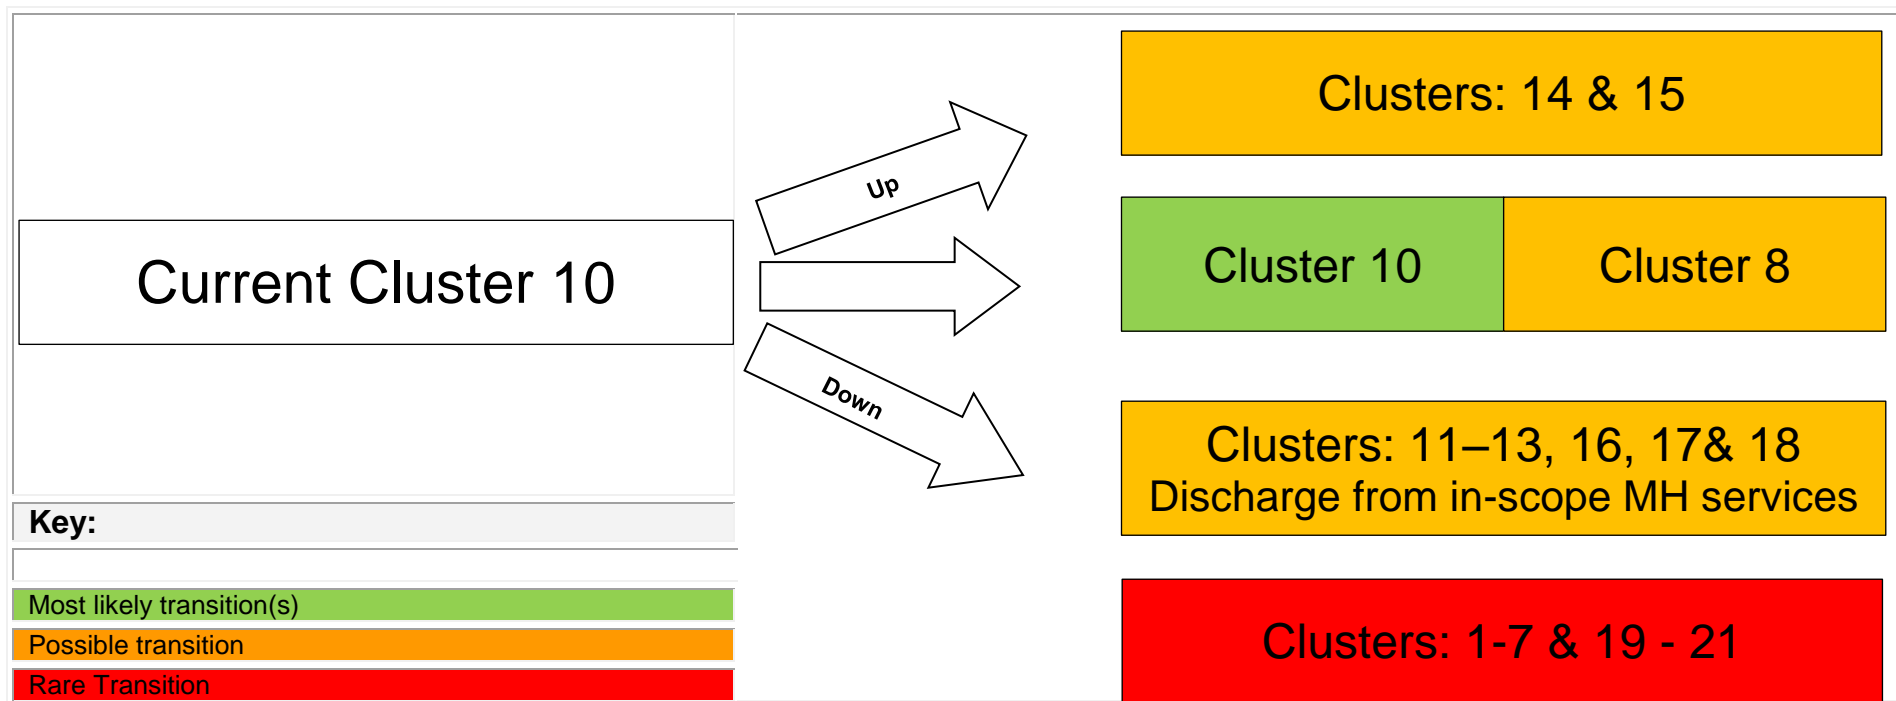 Clusters: 14 & 15
Up
Current Cluster 10
Cluster 10
Cluster 8
Down
Clusters: 11–13, 16, 17& 18
Discharge from in-scope MH services
Key:
Most likely transition(s)
Possible transition
Rare Transition
Clusters: 1-7 & 19 - 21